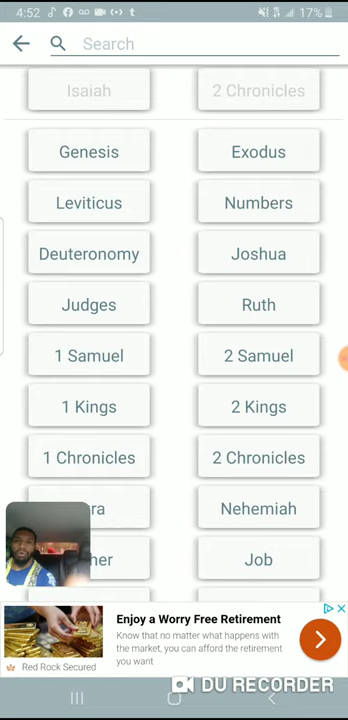 4:52 17%
Search
Isaiah 2 Chronicles
Genesis Exodus
Leviticus Numbers
Deuteronomy Joshua
Judges Ruth
1 Samuel 2 Samuel
1 Kings 2 Kings
1 Chronicles 2 Chronicles
ra Nehemiah
her Job
Enjoy a Worry Free Retirement
Know that no matter what happens with
the market, you can afford the retirement
you want
Red Rock Secured
DU RECORDER